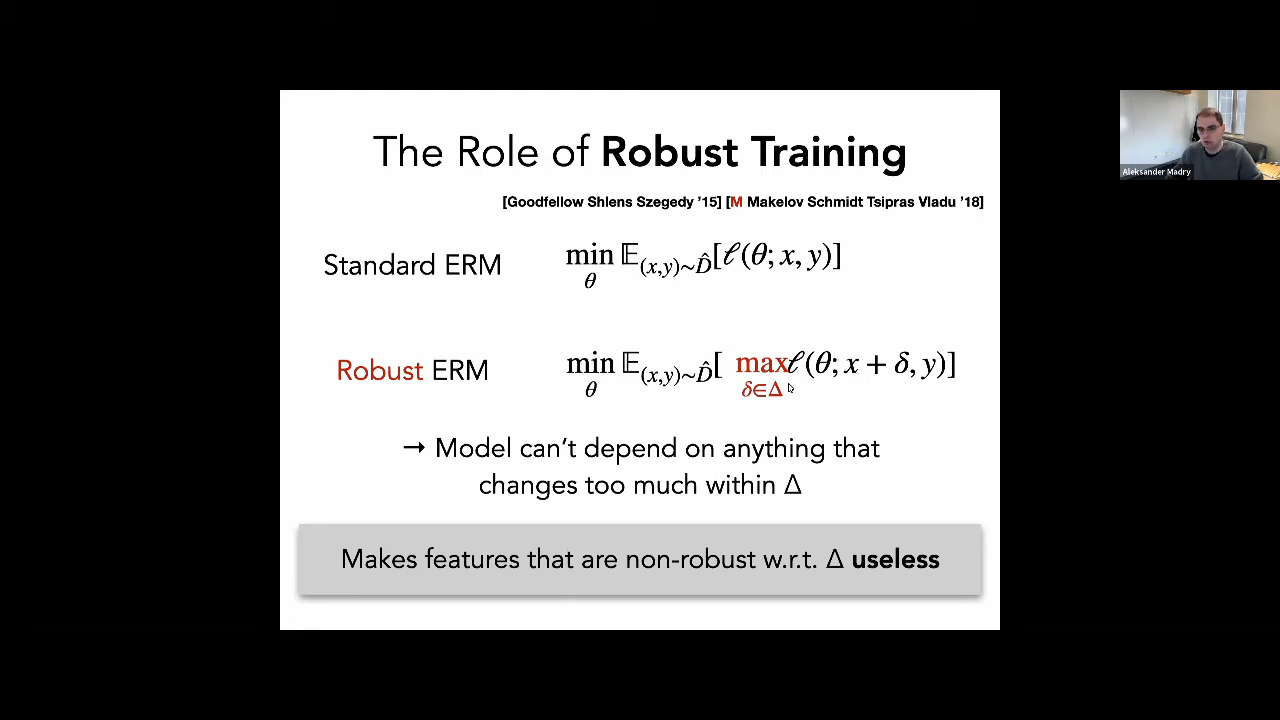 The Role of Robust Training
[Goodfellow Shlens Szegedy '15] [M Makelov Schmidt Tsipras Vladu '18]
Standard ERM min_θ 𝔼_{(x,y)∼D̂}[ℓ(θ; x, y)]
Robust ERM min_θ 𝔼_{(x,y)∼D̂}[ max_{δ∈Δ} ℓ(θ; x + δ, y)]
→ Model can't depend on anything that
changes too much within Δ
Makes features that are non-robust w.r.t. Δ useless
Aleksander Madry